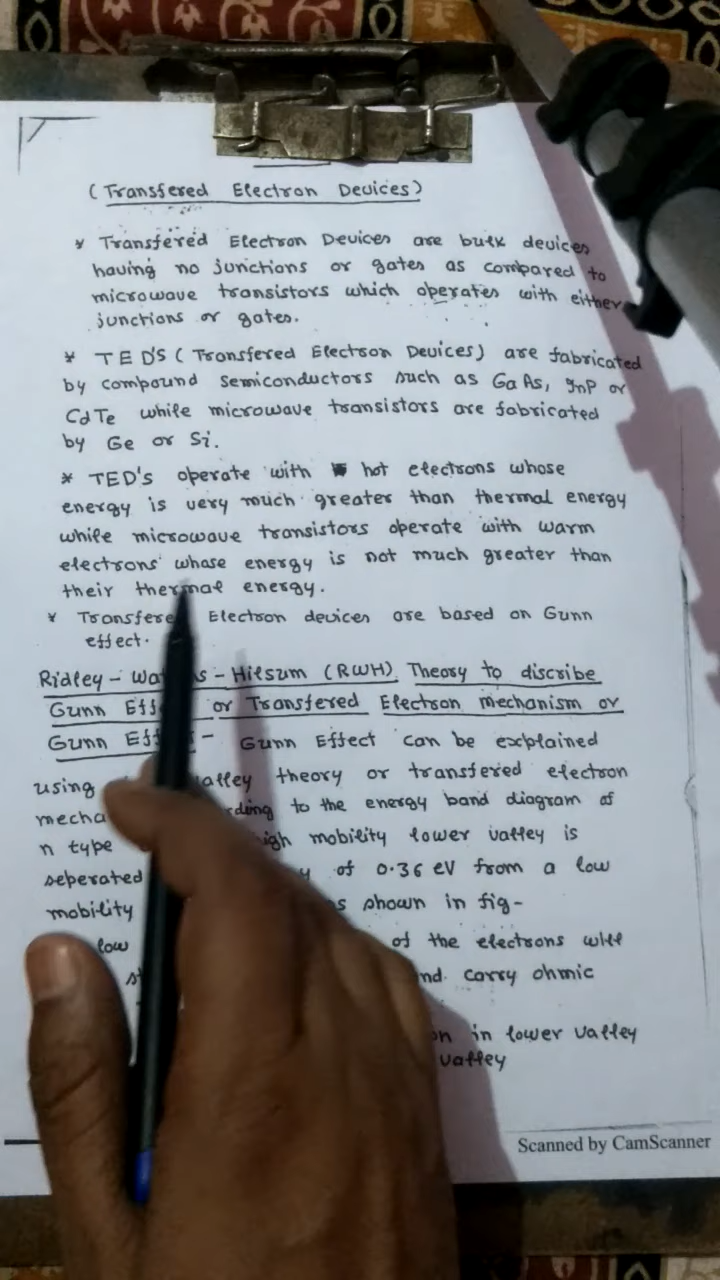 (Transfered Electron Devices)
* Transfered Electron Devices are bulk devices
having no junctions or gates as compared to
microwave transistors which operates with either
junctions or gates.
* TED'S (Transfered Electron Devices) are fabricated
by compound semiconductors such as GaAs, InP or
CdTe while microwave transistors are fabricated
by Ge or Si.
* TED's operate with hot electrons whose
energy is very much greater than thermal energy
while microwave transistors operate with warm
electrons whose energy is not much greater than
their thermal energy.
* Transfere Electron devices are based on Gunn
effect.
Ridley - Wa s - Hilsum (RWH) Theory to discribe
Gunn Eff or Transfered Electron mechanism or
Gunn Eff - Gunn Effect can be explained
using alley theory or transfered electron
mecha rding to the energy band diagram of
n type high mobility lower valley is
seperated y of 0.36 eV from a low
mobility s shown in fig-
low of the electrons will
st nd carry ohmic
on in lower valley
valley
Scanned by CamScanner